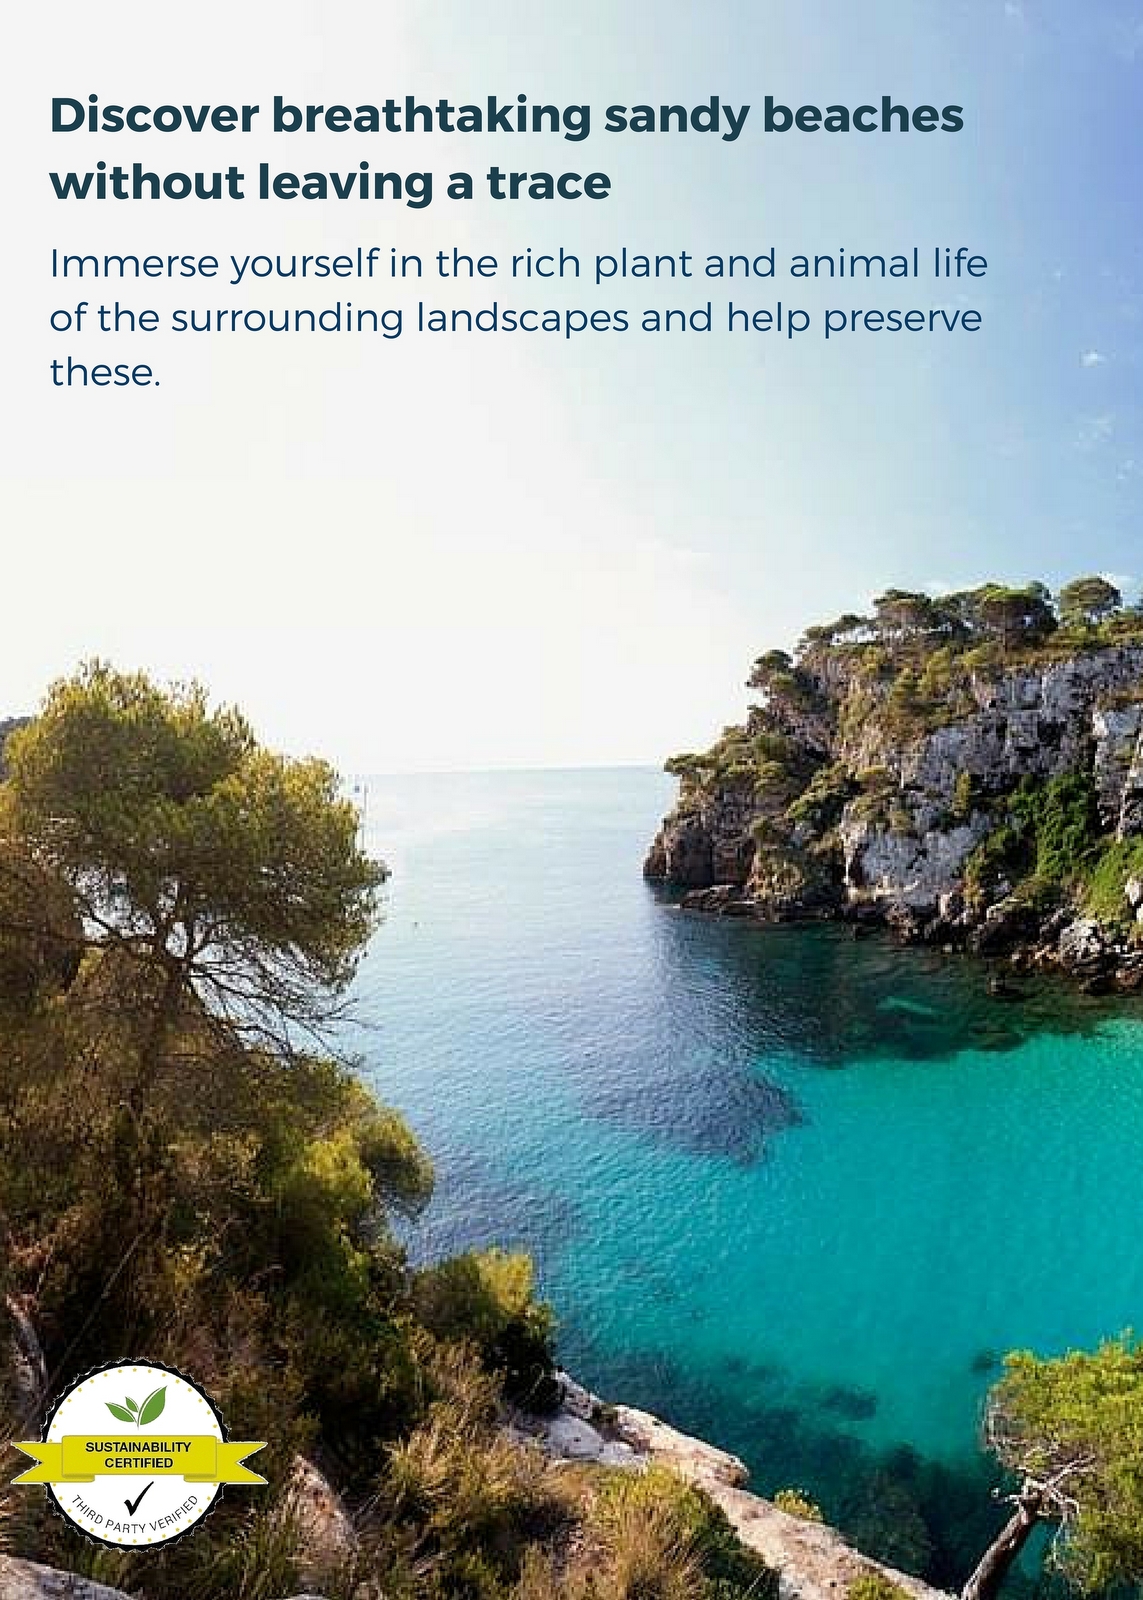 Discover breathtaking sandy beaches
without leaving a trace
Immerse yourself in the rich plant and animal life
of the surrounding landscapes and help preserve
these.
SUSTAINABILITY
CERTIFIED
THIRD PARTY VERIFIED